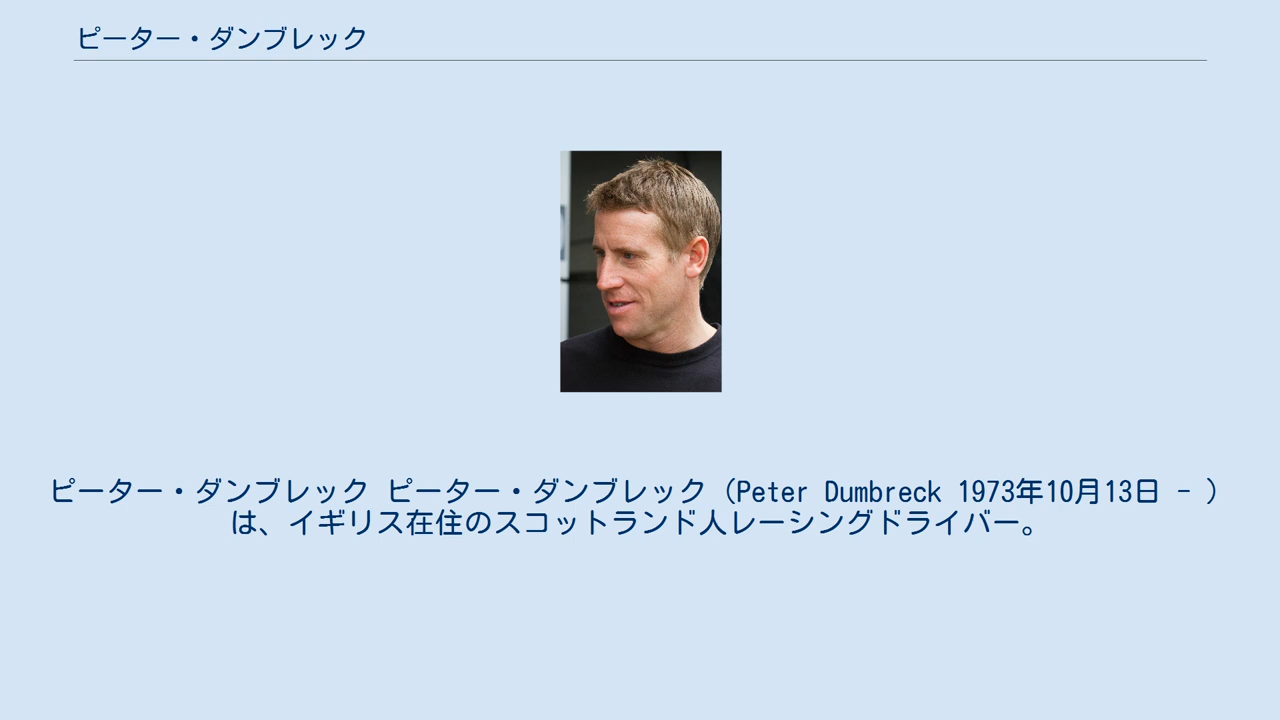 ピーター・ダンブレック
ピーター・ダンブレック ピーター・ダンブレック（Peter Dumbreck 1973年10月13日 - ）
は、イギリス在住のスコットランド人レーシングドライバー。